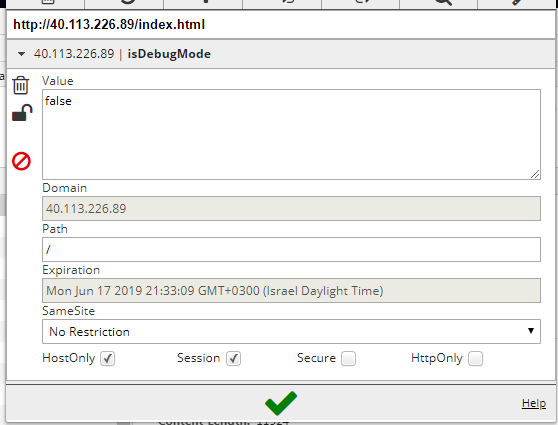 http://40.113.226.89/index.html
40.113.226.89 | isDebugMode
Value
false
Domain
40.113.226.89
Path
/
Expiration
Mon Jun 17 2019 21:33:09 GMT+0300 (Israel Daylight Time)
SameSite
No Restriction
HostOnly Session Secure HttpOnly
Help
Content-Length: 11924